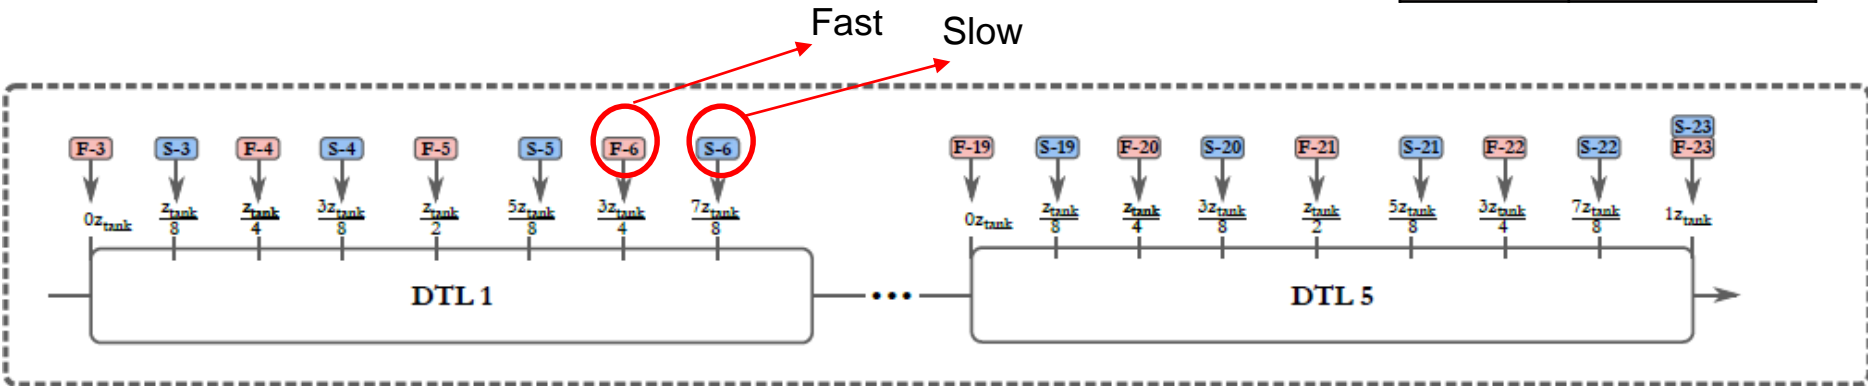 Fast
Slow
F-3 S-3 F-4 S-4 F-5 S-5 F-6 S-6
0z_tank z_tank/8 z_tank/4 3z_tank/8 z_tank/2 5z_tank/8 3z_tank/4 7z_tank/8
DTL 1
...
S-23
F-19 S-19 F-20 S-20 F-21 S-21 F-22 S-22 F-23
0z_tank z_tank/8 z_tank/4 3z_tank/8 z_tank/2 5z_tank/8 3z_tank/4 7z_tank/8 1z_tank
DTL 5